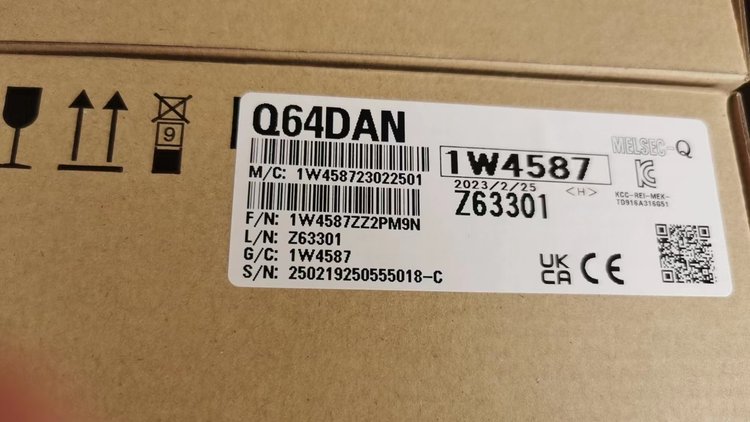 9
Q64DAN
M/C: 1W458723022501
F/N: 1W4587ZZ2PM9N
L/N: Z63301
G/C: 1W4587
S/N: 250219250555018-C
1W4587
2023/2/25 <H>
Z63301
MELSEC-Q
KCC-REI-MEK-
TD916A316G51
UK
CA CE